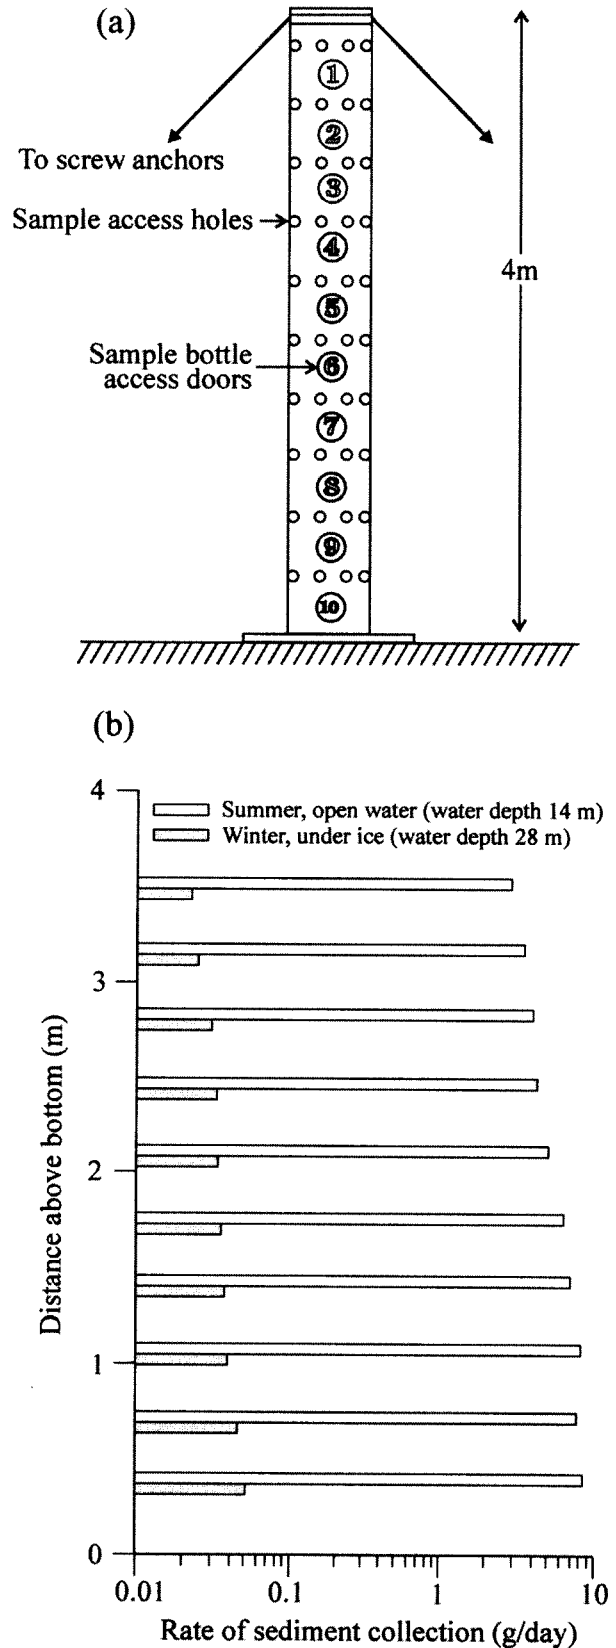 (a)
1
2
To screw anchors
3
Sample access holes
4
4m
5
Sample bottle
access doors
6
7
8
9
10
(b)
4
Summer, open water (water depth 14 m)
Winter, under ice (water depth 28 m)
3
Distance above bottom (m)
2
1
0
0.01 0.1 1 10
Rate of sediment collection (g/day)